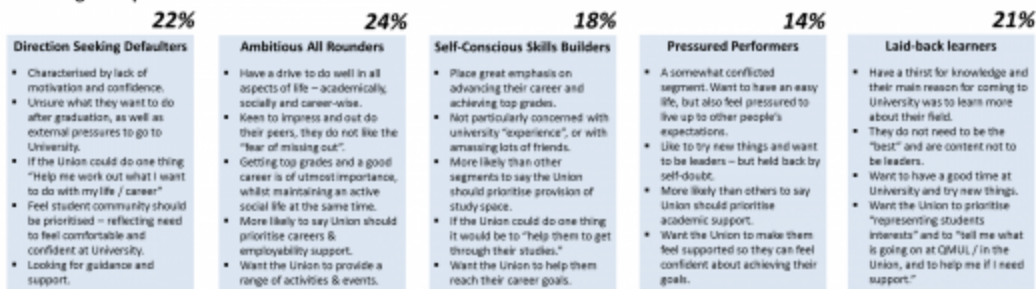 22%
Direction Seeking Defaulters
▪ Characterised by lack of
motivation and confidence.
▪ Unsure what they want to do
after graduation, as well as
external pressures to go to
University.
▪ If the Union could do one thing
"Help me work out what I want
to do with my life / career"
▪ Feel student community should
be prioritised – reflecting need
to feel comfortable and
confident at University.
▪ Looking for guidance and
support.
24%
Ambitious All Rounders
▪ Have a drive to do well in all
aspects of life – academically,
socially and career-wise.
▪ Keen to impress and out do
their peers, they do not like the
"fear of missing out".
▪ Getting top grades and a good
career is of utmost importance,
whilst maintaining an active
social life at the same time.
▪ More likely to say Union should
prioritise careers &
employability support.
▪ Want the Union to provide a
range of activities & events.
18%
Self-Conscious Skills Builders
▪ Place great emphasis on
advancing their career and
achieving top grades.
▪ Not particularly concerned with
university "experience", or with
amassing lots of friends.
▪ More likely than other
segments to say the Union
should prioritise provision of
study space.
▪ If the Union could do one thing
it would be to "help them to get
through their studies."
▪ Want the Union to help them
reach their career goals.
14%
Pressured Performers
▪ A somewhat conflicted
segment. Want to have an easy
life, but also feel pressured to
live up to other people's
expectations.
▪ Like to try new things and want
to be leaders – but held back by
self-doubt.
▪ More likely than others to say
Union should prioritise
academic support.
▪ Want the Union to make them
feel supported so they can feel
confident about achieving their
goals.
21%
Laid-back learners
▪ Have a thirst for knowledge and
their main reason for coming to
University was to learn more
about their field.
▪ They do not need to be the
"best" and are content not to
be leaders.
▪ Want to have a good time at
University and try new things.
▪ Want the Union to prioritise
"representing students
interests" and to "tell me what
is going on at QMUL / in the
Union, and to help me if I need
support."